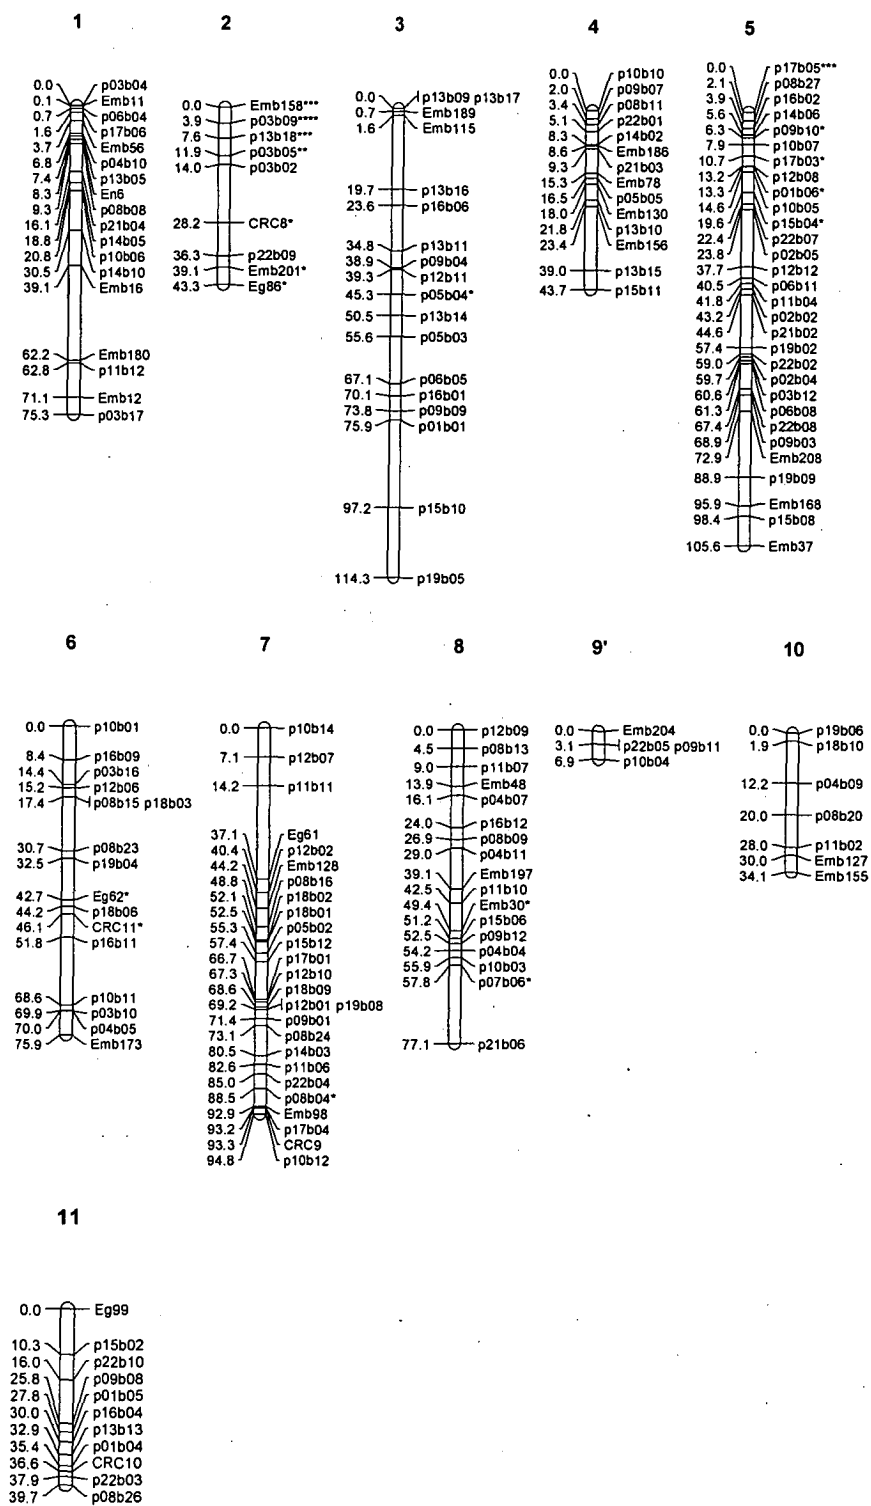 1
0.0 p03b04
0.1 Emb11
0.7 p06b04
1.6 p17b06
3.7 Emb56
6.8 p04b10
7.4 p13b05
8.3 En6
9.3 p08b08
16.1 p21b04
18.8 p14b05
20.8 p10b06
30.5 p14b10
39.1 Emb16
62.2 Emb180
62.8 p11b12
71.1 Emb12
75.3 p03b17
2
0.0 Emb158***
3.9 p03b09****
7.6 p13b18***
11.9 p03b05**
14.0 p03b02
28.2 CRC8*
36.3 p22b09
39.1 Emb201*
43.3 Eg86*
3
0.0 p13b09 p13b17
0.7 Emb189
1.6 Emb115
19.7 p13b16
23.6 p16b06
34.8 p13b11
38.9 p09b04
39.3 p12b11
45.3 p05b04*
50.5 p13b14
55.6 p05b03
67.1 p06b05
70.1 p16b01
73.8 p09b09
75.9 p01b01
97.2 p15b10
114.3 p19b05
4
0.0 p10b10
2.0 p09b07
3.4 p08b11
5.1 p22b01
8.3 p14b02
8.6 Emb186
9.3 p21b03
15.3 Emb78
16.5 p05b05
18.0 Emb130
21.8 p13b10
23.4 Emb156
39.0 p13b15
43.7 p15b11
5
0.0 p17b05***
2.1 p08b27
3.9 p16b02
5.6 p14b06
6.3 p09b10*
7.9 p10b07
10.7 p17b03*
13.2 p12b08
13.3 p01b06*
14.6 p10b05
19.6 p15b04*
22.4 p22b07
23.8 p02b05
37.7 p12b12
40.5 p06b11
41.8 p11b04
43.2 p02b02
44.6 p21b02
57.4 p19b02
59.0 p22b02
59.7 p02b04
60.6 p03b12
61.3 p06b08
67.4 p22b08
68.9 p09b03
72.9 Emb208
88.9 p19b09
95.9 Emb168
98.4 p15b08
105.6 Emb37
6
0.0 p10b01
8.4 p16b09
14.4 p03b16
15.2 p12b06
17.4 p08b15 p18b03
30.7 p08b23
32.5 p19b04
42.7 Eg62*
44.2 p18b06
46.1 CRC11*
51.8 p16b11
68.6 p10b11
69.9 p03b10
70.0 p04b05
75.9 Emb173
7
0.0 p10b14
7.1 p12b07
14.2 p11b11
37.1 Eg61
40.4 p12b02
44.2 Emb128
48.8 p08b16
52.1 p18b02
52.5 p18b01
55.3 p05b02
57.4 p15b12
66.7 p17b01
67.3 p12b10
68.6 p18b09
69.2 p12b01 p19b08
71.4 p09b01
73.1 p08b24
80.5 p14b03
82.6 p11b06
85.0 p22b04
88.5 p08b04*
92.9 Emb98
93.2 p17b04
93.3 CRC9
94.8 p10b12
8
0.0 p12b09
4.5 p08b13
9.0 p11b07
13.9 Emb48
16.1 p04b07
24.0 p16b12
26.9 p08b09
29.0 p04b11
39.1 Emb197
42.5 p11b10
49.4 Emb30*
51.2 p15b06
52.5 p09b12
54.2 p04b04
55.9 p10b03
57.8 p07b06*
77.1 p21b06
9'
0.0 Emb204
3.1 p22b05 p09b11
6.9 p10b04
10
0.0 p19b06
1.9 p18b10
12.2 p04b09
20.0 p08b20
28.0 p11b02
30.0 Emb127
34.1 Emb155
11
0.0 Eg99
10.3 p15b02
16.0 p22b10
25.8 p09b08
27.8 p01b05
30.0 p16b04
32.9 p13b13
35.4 p01b04
36.6 CRC10
37.9 p22b03
39.7 p08b26